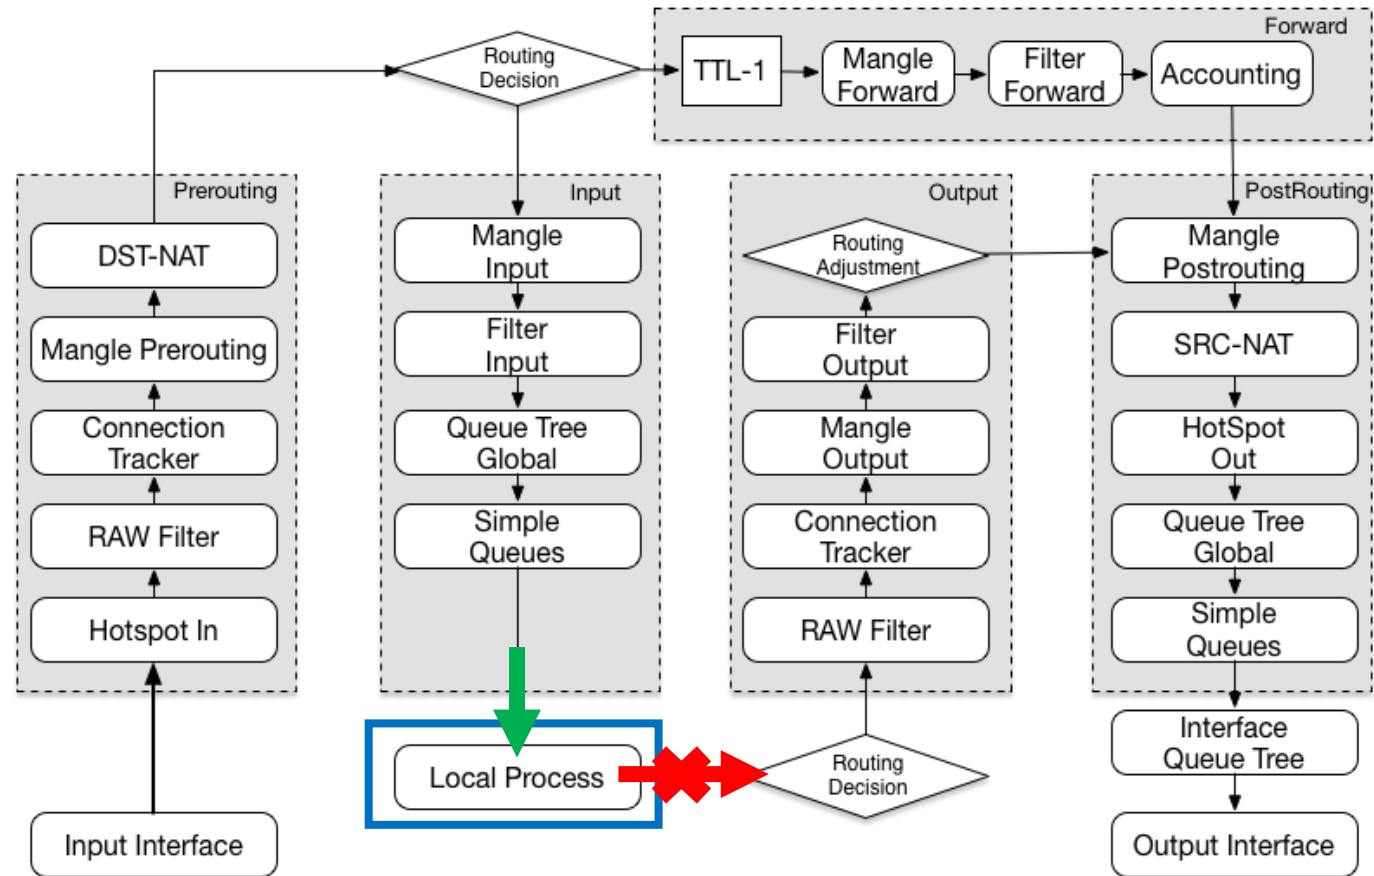 Forward
Routing
Decision
TTL-1
Mangle
Forward
Filter
Forward
Accounting
Prerouting
DST-NAT
Mangle Prerouting
Connection
Tracker
RAW Filter
Hotspot In
Input Interface
Input
Mangle
Input
Filter
Input
Queue Tree
Global
Simple
Queues
Local Process
Output
Routing
Adjustment
Filter
Output
Mangle
Output
Connection
Tracker
RAW Filter
Routing
Decision
PostRouting
Mangle
Postrouting
SRC-NAT
HotSpot
Out
Queue Tree
Global
Simple
Queues
Interface
Queue Tree
Output Interface